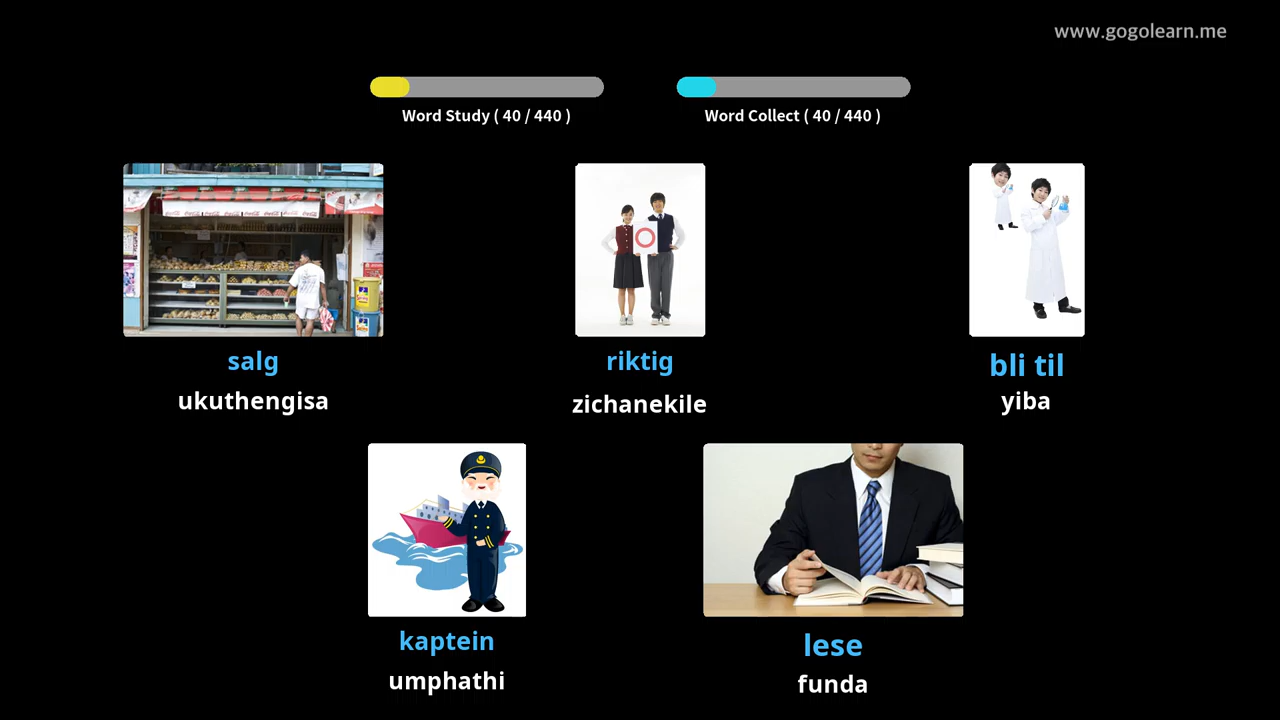 www.gogolearn.me
Word Study ( 40 / 440 )
Word Collect ( 40 / 440 )
salg
ukuthengisa
riktig
zichanekile
bli til
yiba
kaptein
umphathi
lese
funda